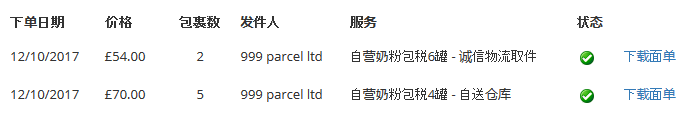 下单日期 价格 包裹数 发件人 服务 状态
12/10/2017 £54.00 2 999 parcel ltd 自营奶粉包税6罐 - 诚信物流取件 下载面单
12/10/2017 £70.00 5 999 parcel ltd 自营奶粉包税4罐 - 自送仓库 下载面单